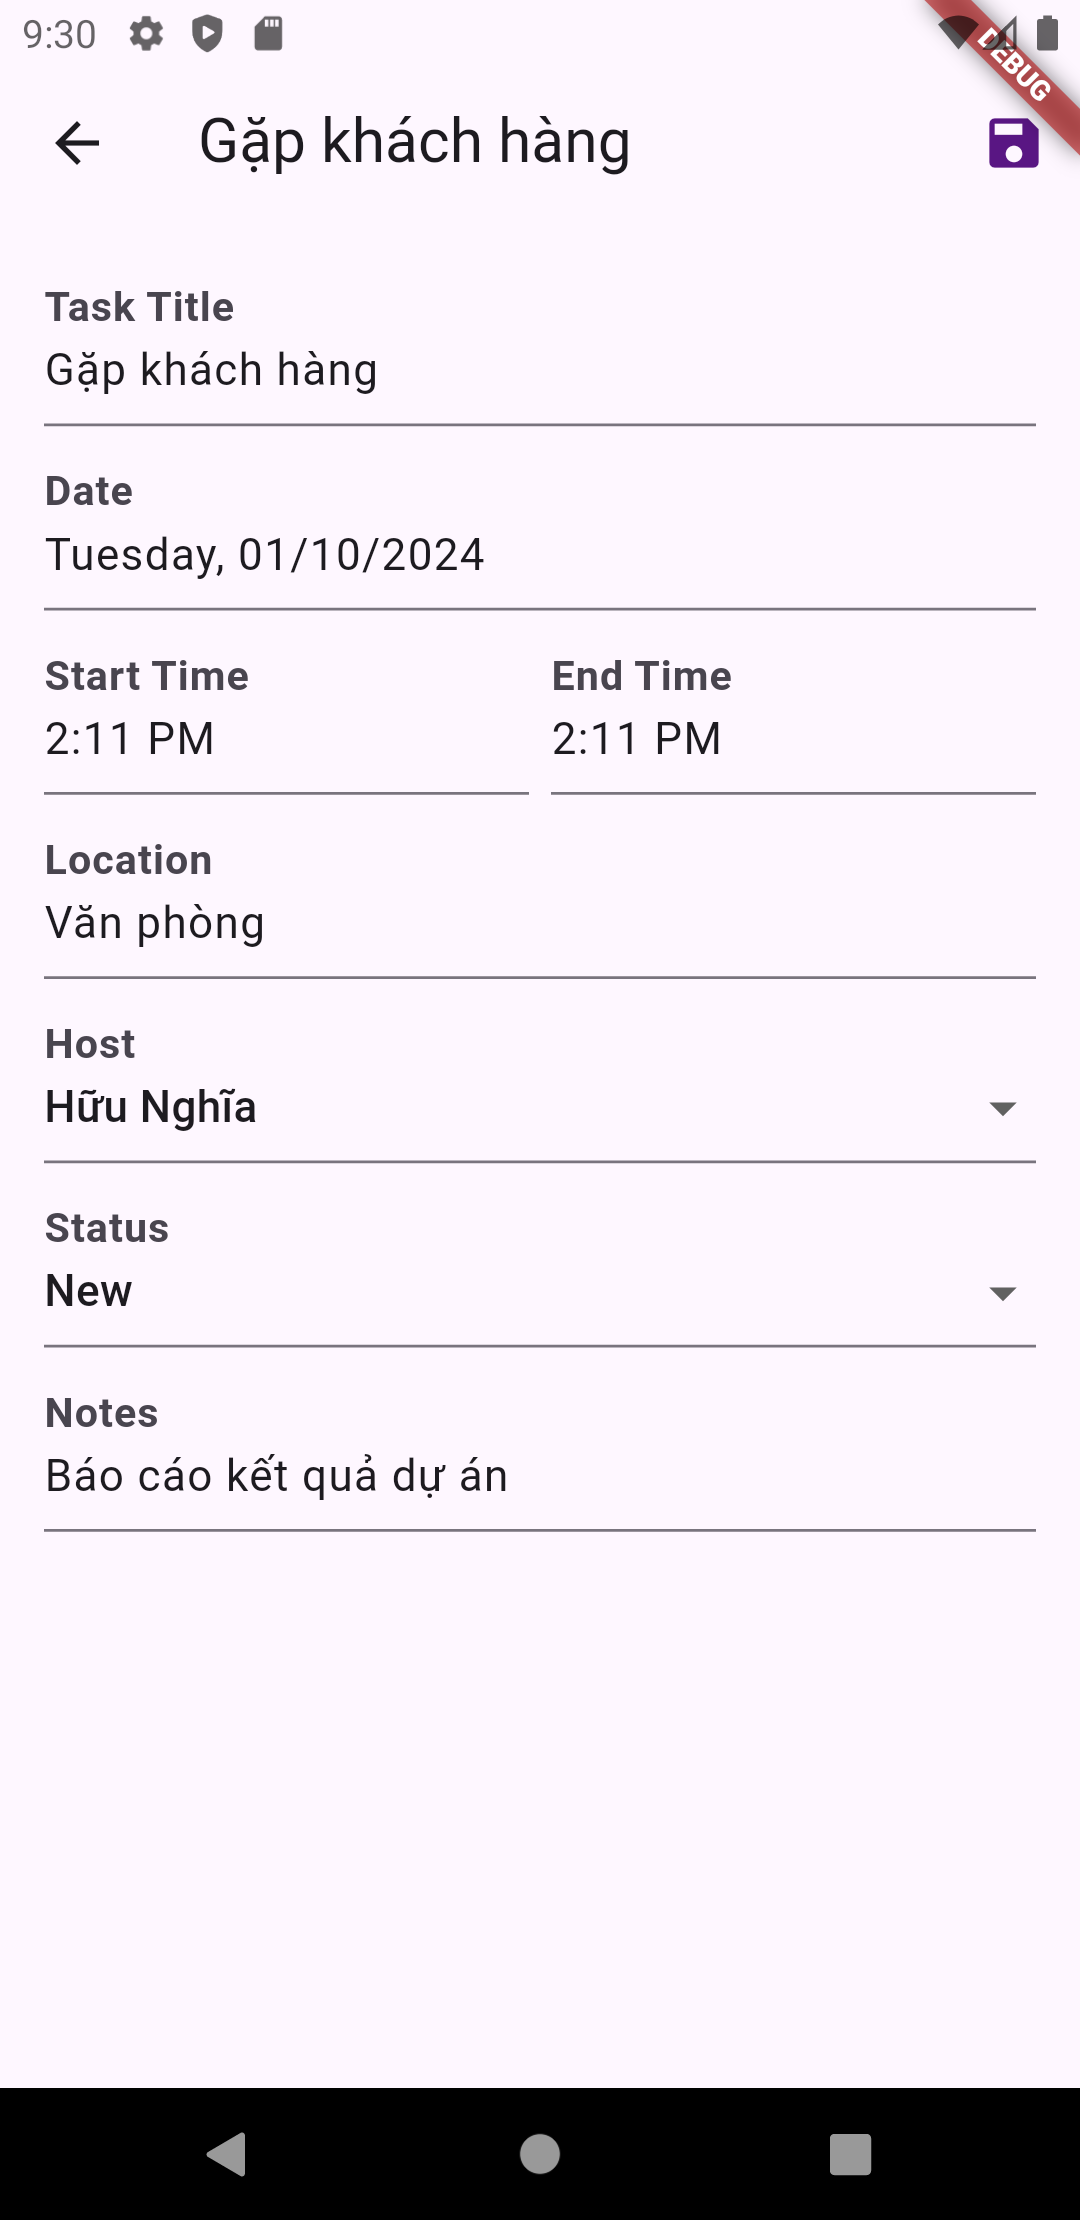 9:30
DEBUG
Gặp khách hàng
Task Title
Gặp khách hàng
Date
Tuesday, 01/10/2024
Start Time
End Time
2:11 PM
2:11 PM
Location
Văn phòng
Host
Hữu Nghĩa
Status
New
Notes
Báo cáo kết quả dự án